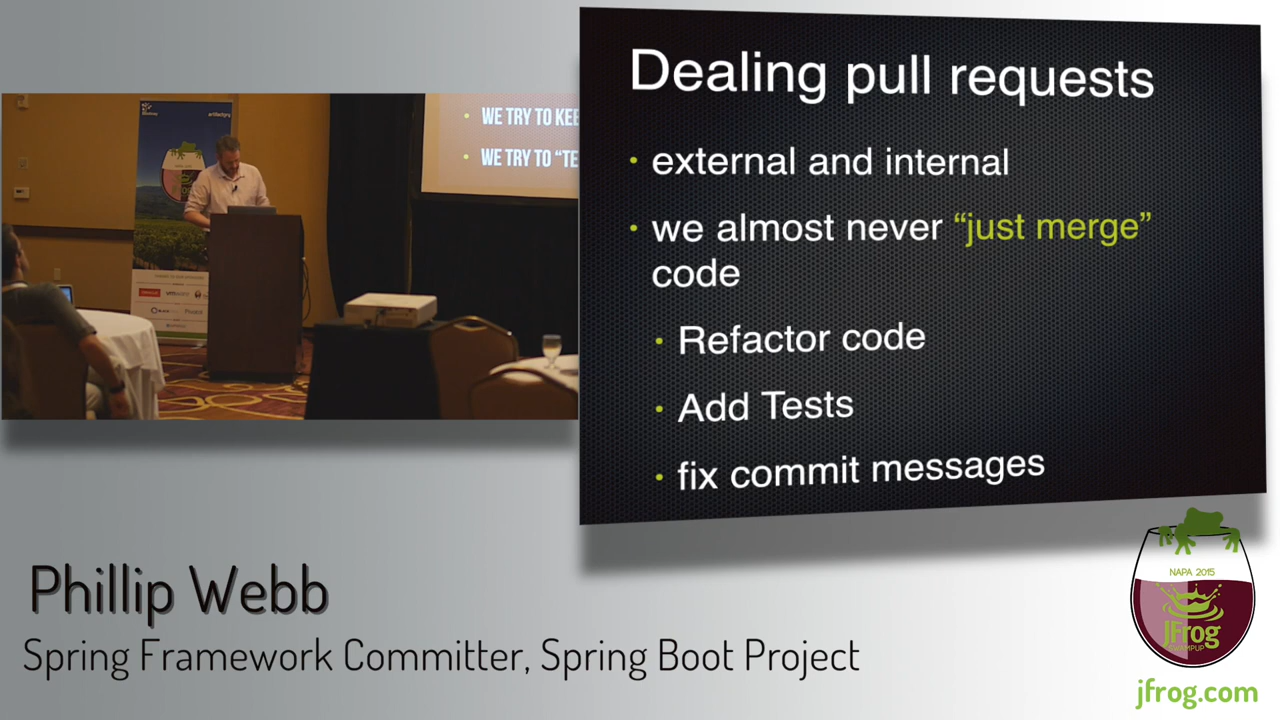 WE TRY TO KEE
WE TRY TO “TE
Dealing pull requests
• external and internal
• we almost never “just merge”
code
• Refactor code
• Add Tests
• fix commit messages
Phillip Webb
Spring Framework Committer, Spring Boot Project
NAPA 2015
JFrog
SWAMPUP
jfrog.com